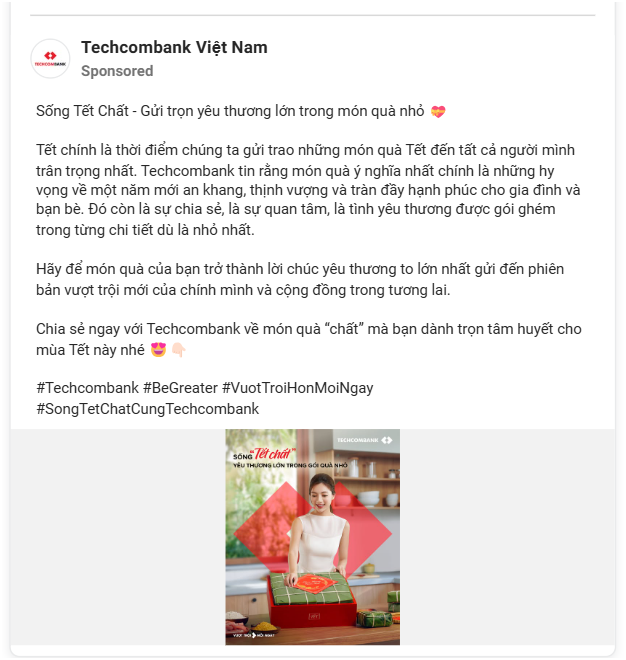 TECHCOMBANK
Techcombank Việt Nam
Sponsored
Sống Tết Chất - Gửi trọn yêu thương lớn trong món quà nhỏ 💝
Tết chính là thời điểm chúng ta gửi trao những món quà Tết đến tất cả người mình
trân trọng nhất. Techcombank tin rằng món quà ý nghĩa nhất chính là những hy
vọng về một năm mới an khang, thịnh vượng và tràn đầy hạnh phúc cho gia đình và
bạn bè. Đó còn là sự chia sẻ, là sự quan tâm, là tình yêu thương được gói ghém
trong từng chi tiết dù là nhỏ nhất.
Hãy để món quà của bạn trở thành lời chúc yêu thương to lớn nhất gửi đến phiên
bản vượt trội mới của chính mình và cộng đồng trong tương lai.
Chia sẻ ngay với Techcombank về món quà “chất” mà bạn dành trọn tâm huyết cho
mùa Tết này nhé 😍👇🏻
#Techcombank #BeGreater #VuotTroiHonMoiNgay
#SongTetChatCungTechcombank
TECHCOMBANK
SỐNG “Tết chất”
YÊU THƯƠNG LỚN TRONG GÓI QUÀ NHỎ
VƯỢT TRỘI HƠN MỖI NGÀY